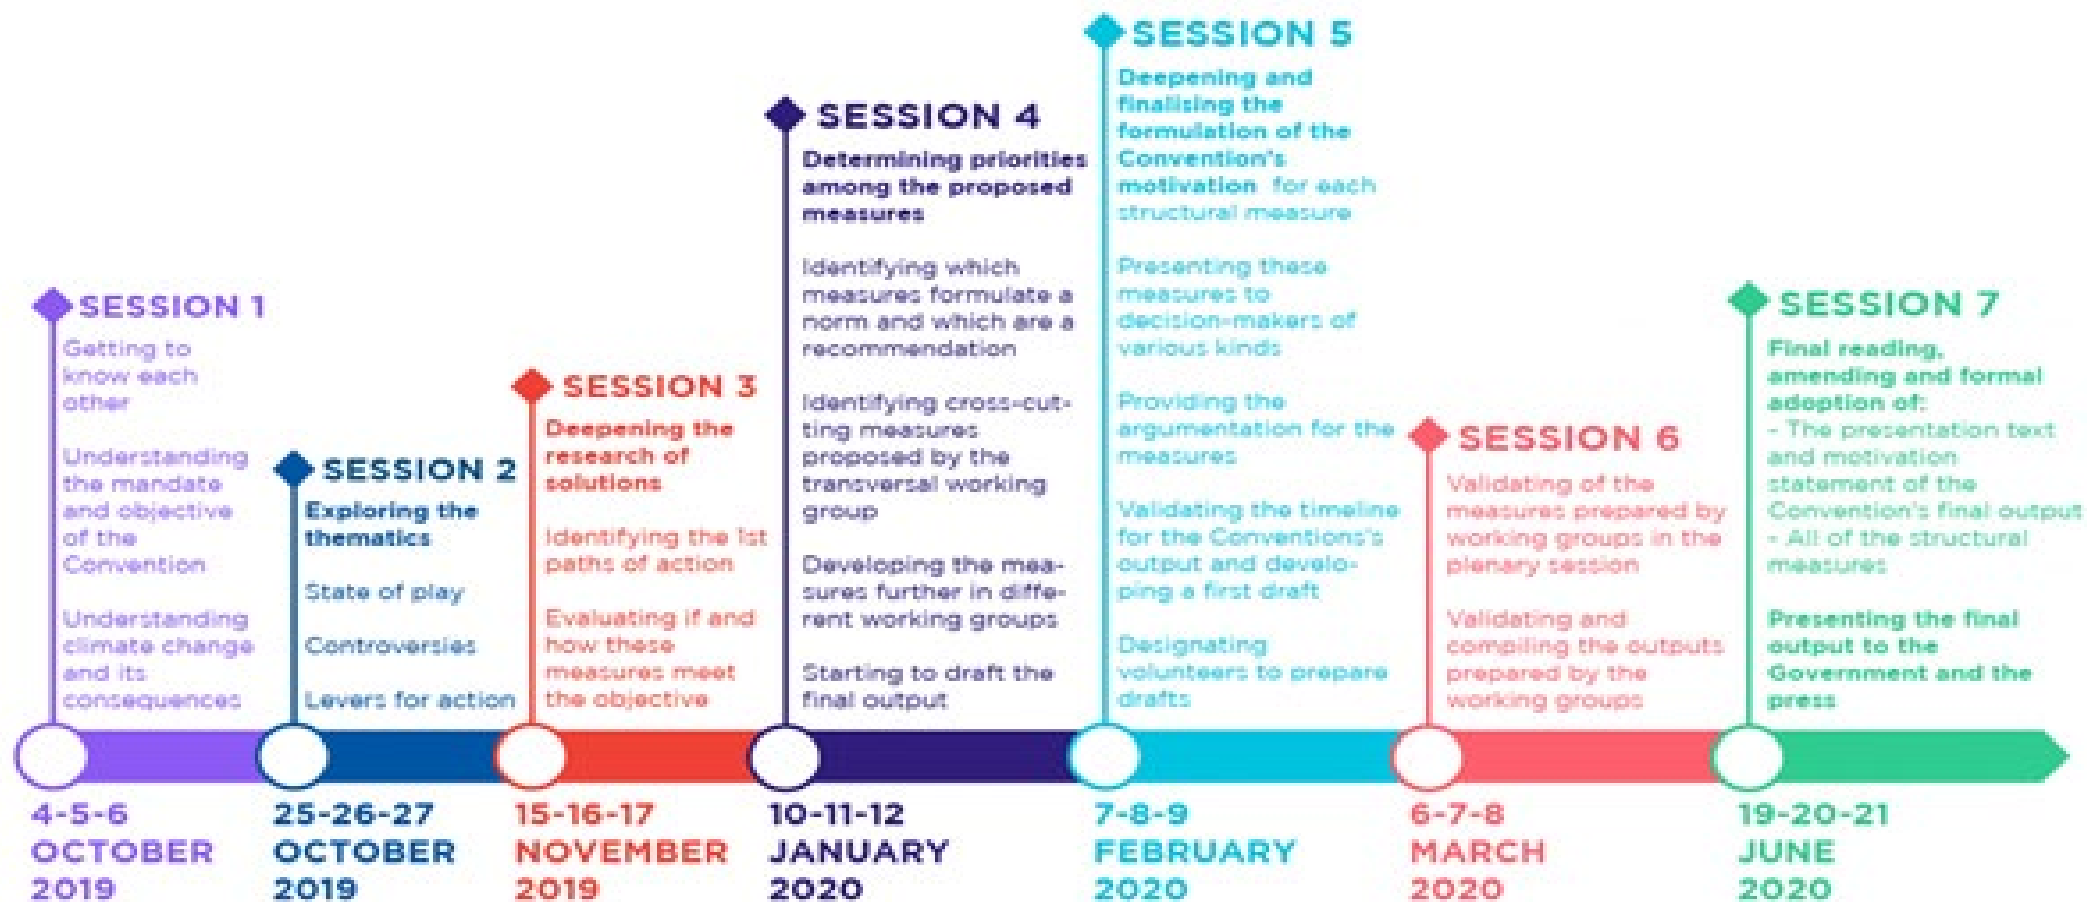 SESSION 1
Getting to
know each
other
Understanding
the mandate
and objective
of the
Convention
Understanding
climate change
and its
consequences
4-5-6
OCTOBER
2019
SESSION 2
Exploring the
thematics
State of play
Controversies
Levers for action
25-26-27
OCTOBER
2019
SESSION 3
Deepening the
research of
solutions
Identifying the 1st
paths of action
Evaluating if and
how these
measures meet
the objective
15-16-17
NOVEMBER
2019
SESSION 4
Determining priorities
among the proposed
measures
Identifying which
measures formulate a
norm and which are a
recommendation
Identifying cross-cut-
ting measures
proposed by the
transversal working
group
Developing the mea-
sures further in diffe-
rent working groups
Starting to draft the
final output
10-11-12
JANUARY
2020
SESSION 5
Deepening and
finalising the
formulation of the
Convention's
motivation for each
structural measure
Presenting these
measures to
decision-makers of
various kinds
Providing the
argumentation for the
measures
Validating the timeline
for the Conventions's
output and develo-
ping a first draft
Designating
volunteers to prepare
drafts
7-8-9
FEBRUARY
2020
SESSION 6
Validating of the
measures prepared by
working groups in the
plenary session
Validating and
compiling the outputs
prepared by the
working groups
6-7-8
MARCH
2020
SESSION 7
Final reading,
amending and formal
adoption of:
- The presentation text
and motivation
statement of the
Convention's final output
- All of the structural
measures
Presenting the final
output to the
Government and the
press
19-20-21
JUNE
2020